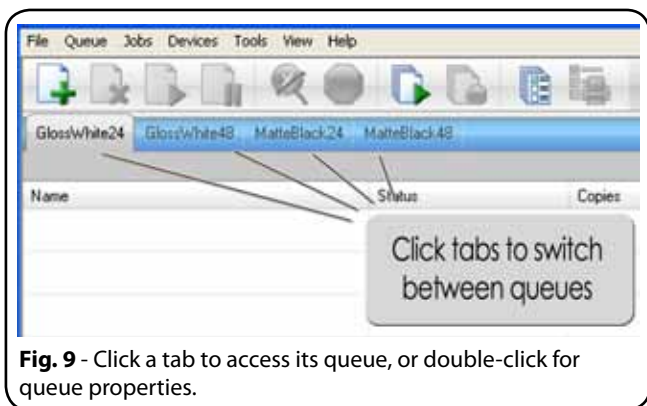 File Queue Jobs Devices Tools View Help
GlossWhite24 GlossWhite48 MatteBlack24 MatteBlack48
Name Status Copies
Click tabs to switch
between queues
Fig. 9 - Click a tab to access its queue, or double-click for
queue properties.